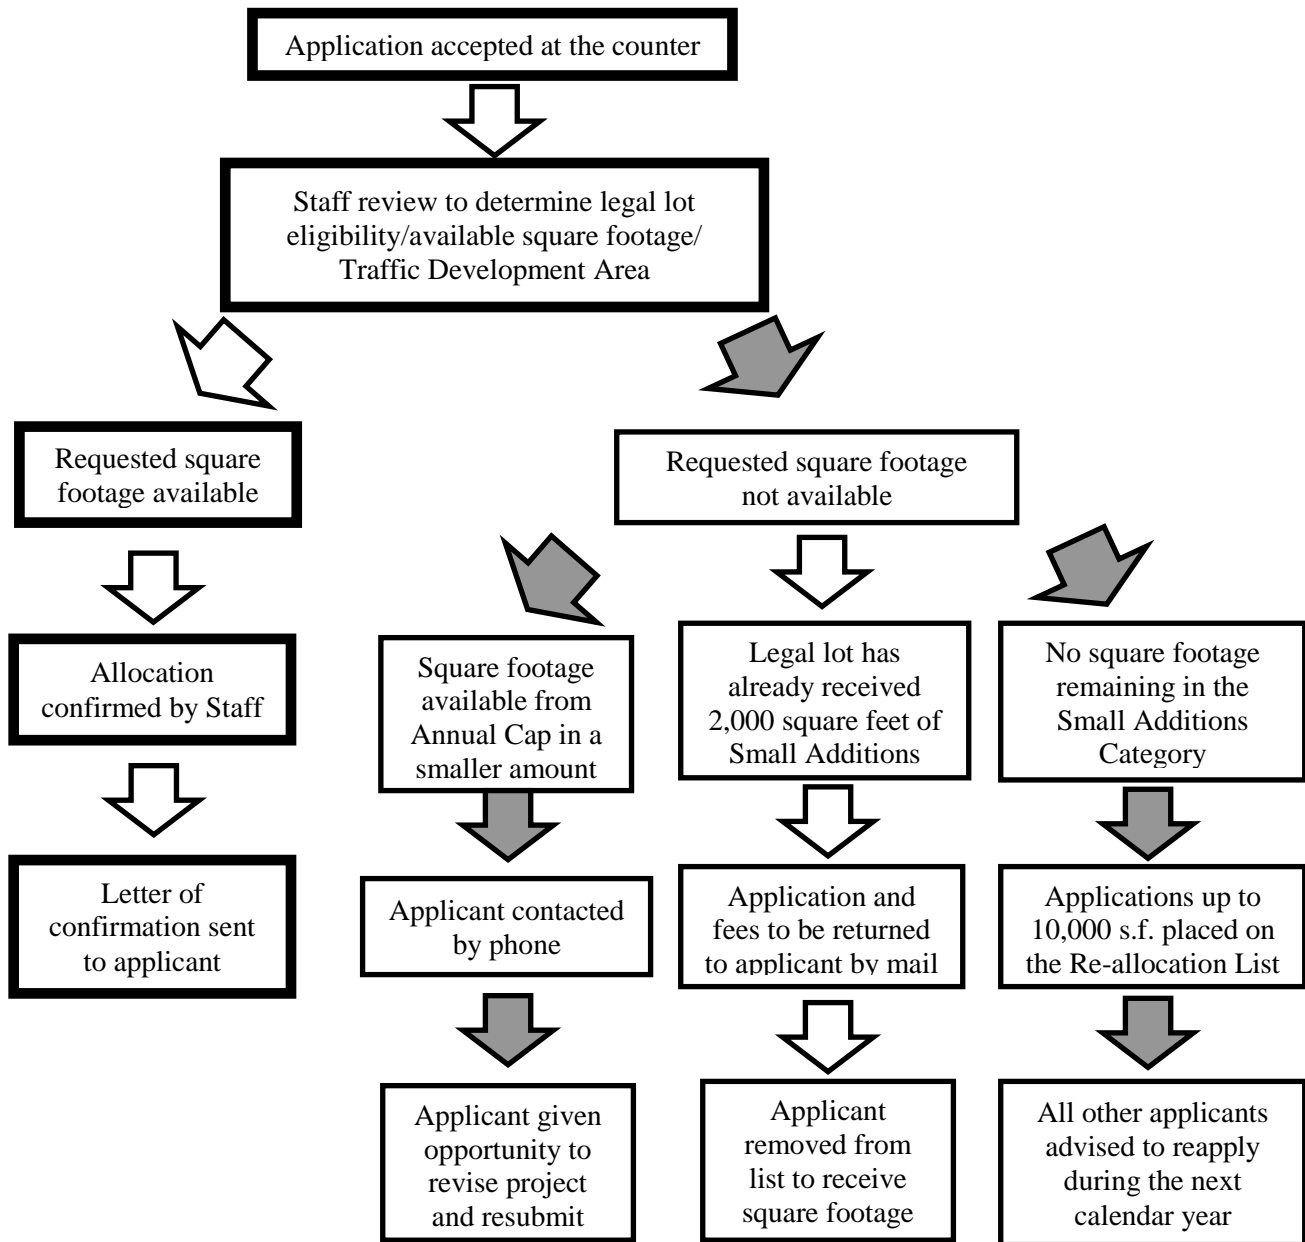 Application accepted at the counter
Staff review to determine legal lot
eligibility/available square footage/
Traffic Development Area
Requested square
footage available
Requested square footage
not available
Allocation
confirmed by Staff
Square footage
available from
Annual Cap in a
smaller amount
Legal lot has
already received
2,000 square feet of
Small Additions
No square footage
remaining in the
Small Additions
Category
Letter of
confirmation sent
to applicant
Applicant contacted
by phone
Application and
fees to be returned
to applicant by mail
Applications up to
10,000 s.f. placed on
the Re-allocation List
Applicant given
opportunity to
revise project
and resubmit
Applicant
removed from
list to receive
square footage
All other applicants
advised to reapply
during the next
calendar year